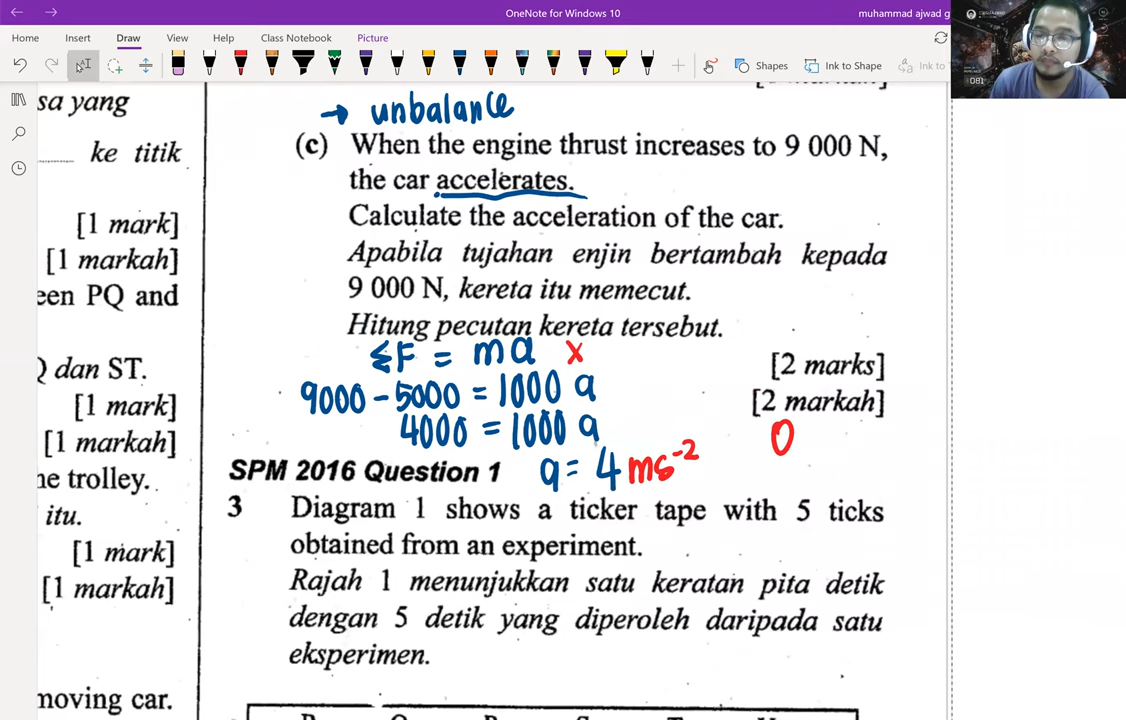 OneNote for Windows 10
muhammad ajwad g
Home Insert Draw View Help Class Notebook Picture
Shapes Ink to Shape Ink to
sa yang
ke titik
[1 mark]
[1 markah]
een PQ and
Q dan ST.
[1 mark]
[1 markah]
he trolley.
itu.
[1 mark]
[1 markah]
moving car.
→ unbalance
(c) When the engine thrust increases to 9 000 N,
the car accelerates.
Calculate the acceleration of the car.
Apabila tujahan enjin bertambah kepada
9 000 N, kereta itu memecut.
Hitung pecutan kereta tersebut.
ΣF = ma x
[2 marks]
9000 - 5000 = 1000 a
[2 markah]
4000 = 1000 a
0
a = 4 ms⁻²
SPM 2016 Question 1
3 Diagram 1 shows a ticker tape with 5 ticks
obtained from an experiment.
Rajah 1 menunjukkan satu keratan pita detik
dengan 5 detik yang diperoleh daripada satu
eksperimen.